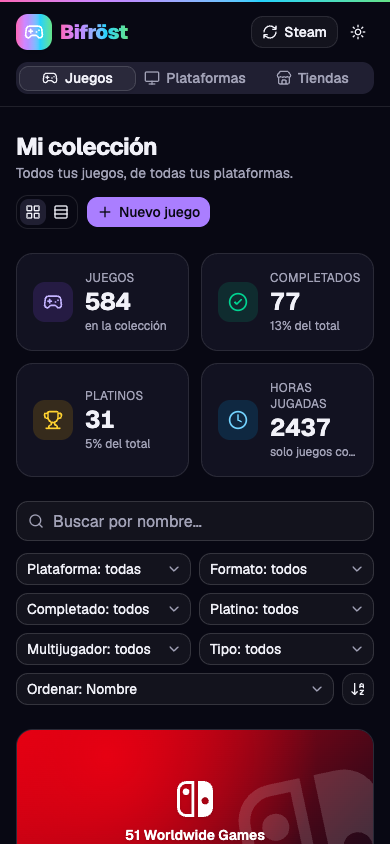 Bifröst
Steam
Juegos
Plataformas
Tiendas
Mi colección
Todos tus juegos, de todas tus plataformas.
Nuevo juego
JUEGOS
584
en la colección
COMPLETADOS
77
13% del total
PLATINOS
31
5% del total
HORAS
JUGADAS
2437
solo juegos co...
Buscar por nombre...
Plataforma: todas
Formato: todos
Completado: todos
Platino: todos
Multijugador: todos
Tipo: todos
Ordenar: Nombre
51 Worldwide Games